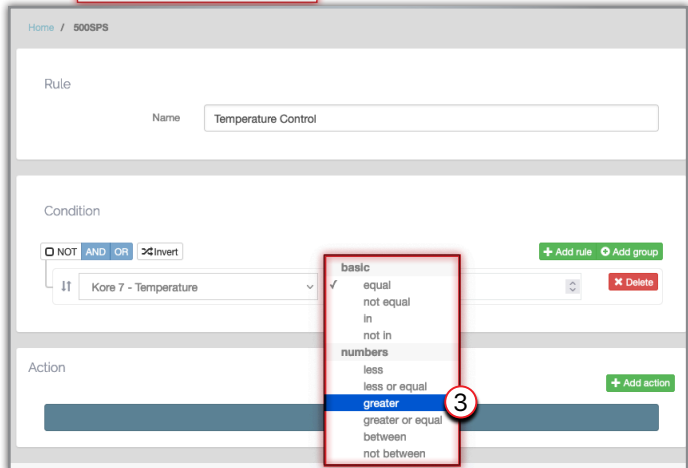 Home / 500SPS
Rule
Name Temperature Control
Condition
NOT AND OR Invert
Add rule Add group
Kore 7 - Temperature
Delete
basic
✓ equal
not equal
in
not in
numbers
less
less or equal
greater
greater or equal
between
not between
3
Action
Add action